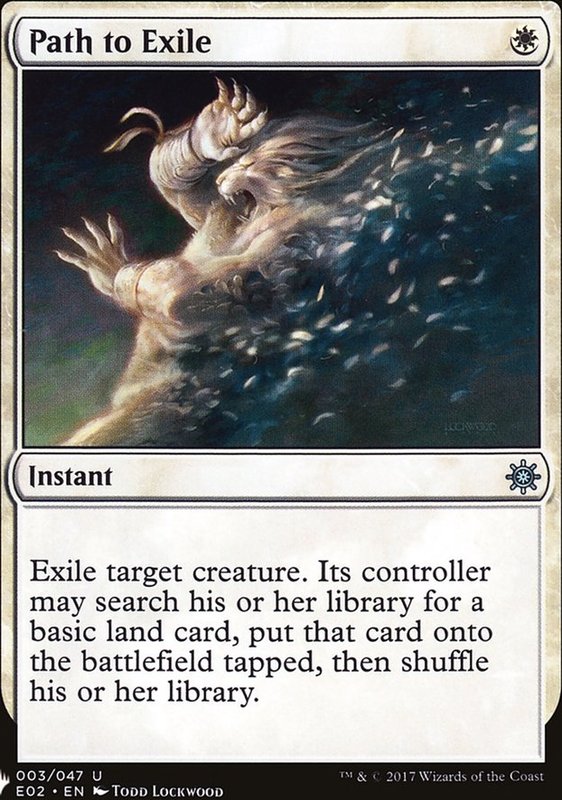 Path to Exile
LOCKWOOD
Instant
Exile target creature. Its controller
may search his or her library for a
basic land card, put that card onto
the battlefield tapped, then shuffle
his or her library.
003/047 U
E02 • EN Todd Lockwood
™ & © 2017 Wizards of the Coast